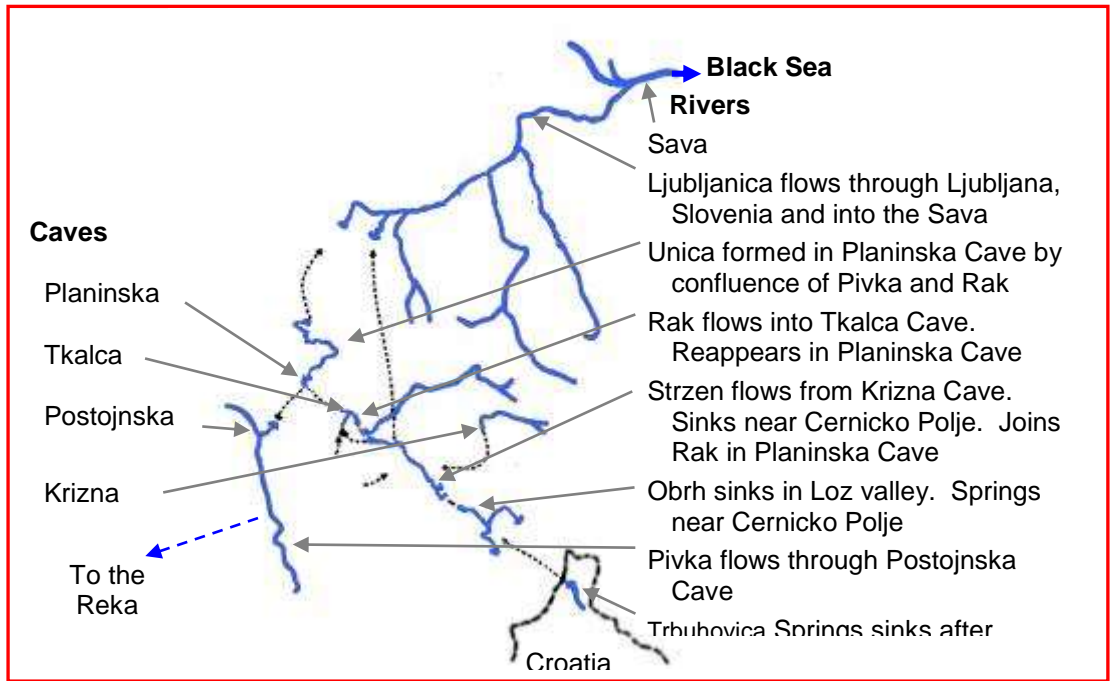 Black Sea
Rivers
Sava
Ljubljanica flows through Ljubljana,
Slovenia and into the Sava
Unica formed in Planinska Cave by
confluence of Pivka and Rak
Rak flows into Tkalca Cave.
Reappears in Planinska Cave
Strzen flows from Krizna Cave.
Sinks near Cernicko Polje.  Joins
Rak in Planinska Cave
Obrh sinks in Loz valley.  Springs
near Cernicko Polje
Pivka flows through Postojnska
Cave
Trbuhovica Springs sinks after
Caves
Planinska
Tkalca
Postojnska
Krizna
To the
Reka
Croatia